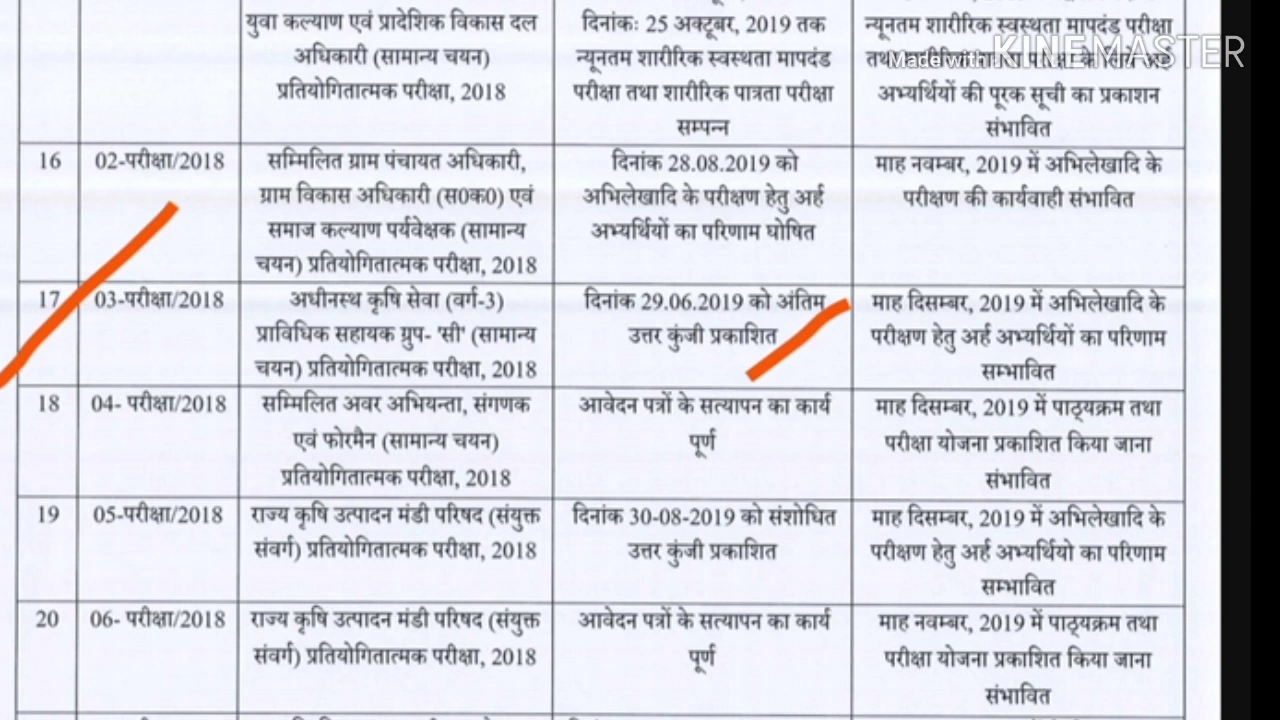 युवा कल्याण एवं प्रादेशिक विकास दल
अधिकारी (सामान्य चयन)
प्रतियोगितात्मक परीक्षा, 2018
दिनांकः 25 अक्टूबर, 2019 तक
न्यूनतम शारीरिक स्वस्थता मापदंड
परीक्षा तथा शारीरिक पात्रता परीक्षा
सम्पन्न
न्यूनतम शारीरिक स्वस्थता मापदंड परीक्षा
अभ्यर्थियों की पूरक सूची का प्रकाशन
संभावित
Made with KINEMASTER
16
02-परीक्षा/2018
सम्मिलित ग्राम पंचायत अधिकारी,
ग्राम विकास अधिकारी (स0क0) एवं
समाज कल्याण पर्यवेक्षक (सामान्य
चयन) प्रतियोगितात्मक परीक्षा, 2018
दिनांक 28.08.2019 को
अभिलेखादि के परीक्षण हेतु अर्ह
अभ्यर्थियों का परिणाम घोषित
माह नवम्बर, 2019 में अभिलेखादि के
परीक्षण की कार्यवाही संभावित
17
03-परीक्षा/2018
अधीनस्थ कृषि सेवा (वर्ग-3)
प्राविधिक सहायक ग्रुप- 'सी' (सामान्य
चयन) प्रतियोगितात्मक परीक्षा, 2018
दिनांक 29.06.2019 को अंतिम
उत्तर कुंजी प्रकाशित
माह दिसम्बर, 2019 में अभिलेखादि के
परीक्षण हेतु अर्ह अभ्यर्थियों का परिणाम
सम्भावित
18
04- परीक्षा/2018
सम्मिलित अवर अभियन्ता, संगणक
एवं फोरमैन (सामान्य चयन)
प्रतियोगितात्मक परीक्षा, 2018
आवेदन पत्रों के सत्यापन का कार्य
पूर्ण
माह दिसम्बर, 2019 में पाठ्यक्रम तथा
परीक्षा योजना प्रकाशित किया जाना
संभावित
19
05-परीक्षा/2018
राज्य कृषि उत्पादन मंडी परिषद (संयुक्त
संवर्ग) प्रतियोगितात्मक परीक्षा, 2018
दिनांक 30-08-2019 को संशोधित
उत्तर कुंजी प्रकाशित
माह दिसम्बर, 2019 में अभिलेखादि के
परीक्षण हेतु अर्ह अभ्यर्थियो का परिणाम
सम्भावित
20
06- परीक्षा/2018
राज्य कृषि उत्पादन मंडी परिषद (संयुक्त
संवर्ग) प्रतियोगितात्मक परीक्षा, 2018
आवेदन पत्रों के सत्यापन का कार्य
पूर्ण
माह नवम्बर, 2019 में पाठ्यक्रम तथा
परीक्षा योजना प्रकाशित किया जाना
संभावित